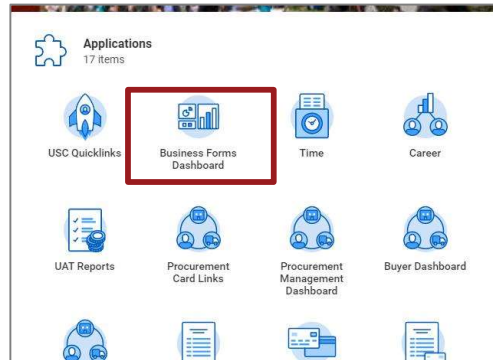 Applications
17 items
USC Quicklinks
Business Forms
Dashboard
Time
Career
UAT Reports
Procurement
Card Links
Procurement
Management
Dashboard
Buyer Dashboard